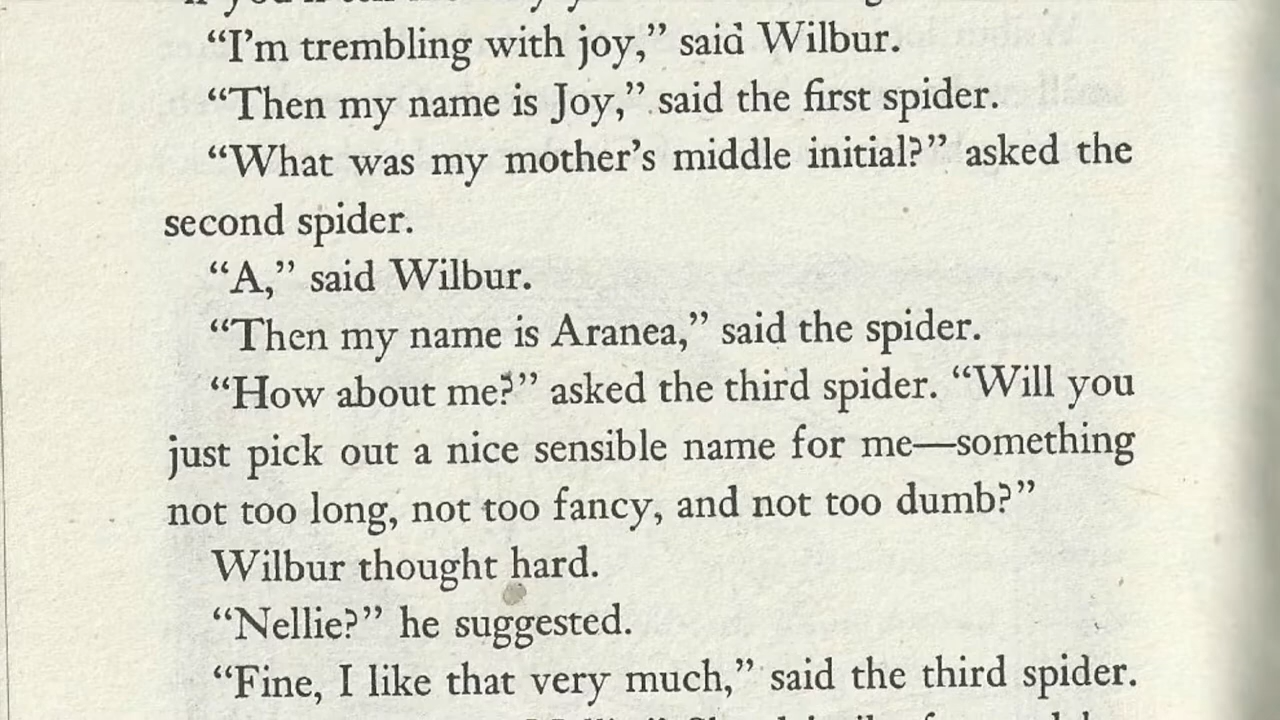 “I’m trembling with joy,” said Wilbur.
“Then my name is Joy,” said the first spider.
“What was my mother’s middle initial?” asked the
second spider.
“A,” said Wilbur.
“Then my name is Aranea,” said the spider.
“How about me?” asked the third spider. “Will you
just pick out a nice sensible name for me—something
not too long, not too fancy, and not too dumb?”
Wilbur thought hard.
“Nellie?” he suggested.
“Fine, I like that very much,” said the third spider.